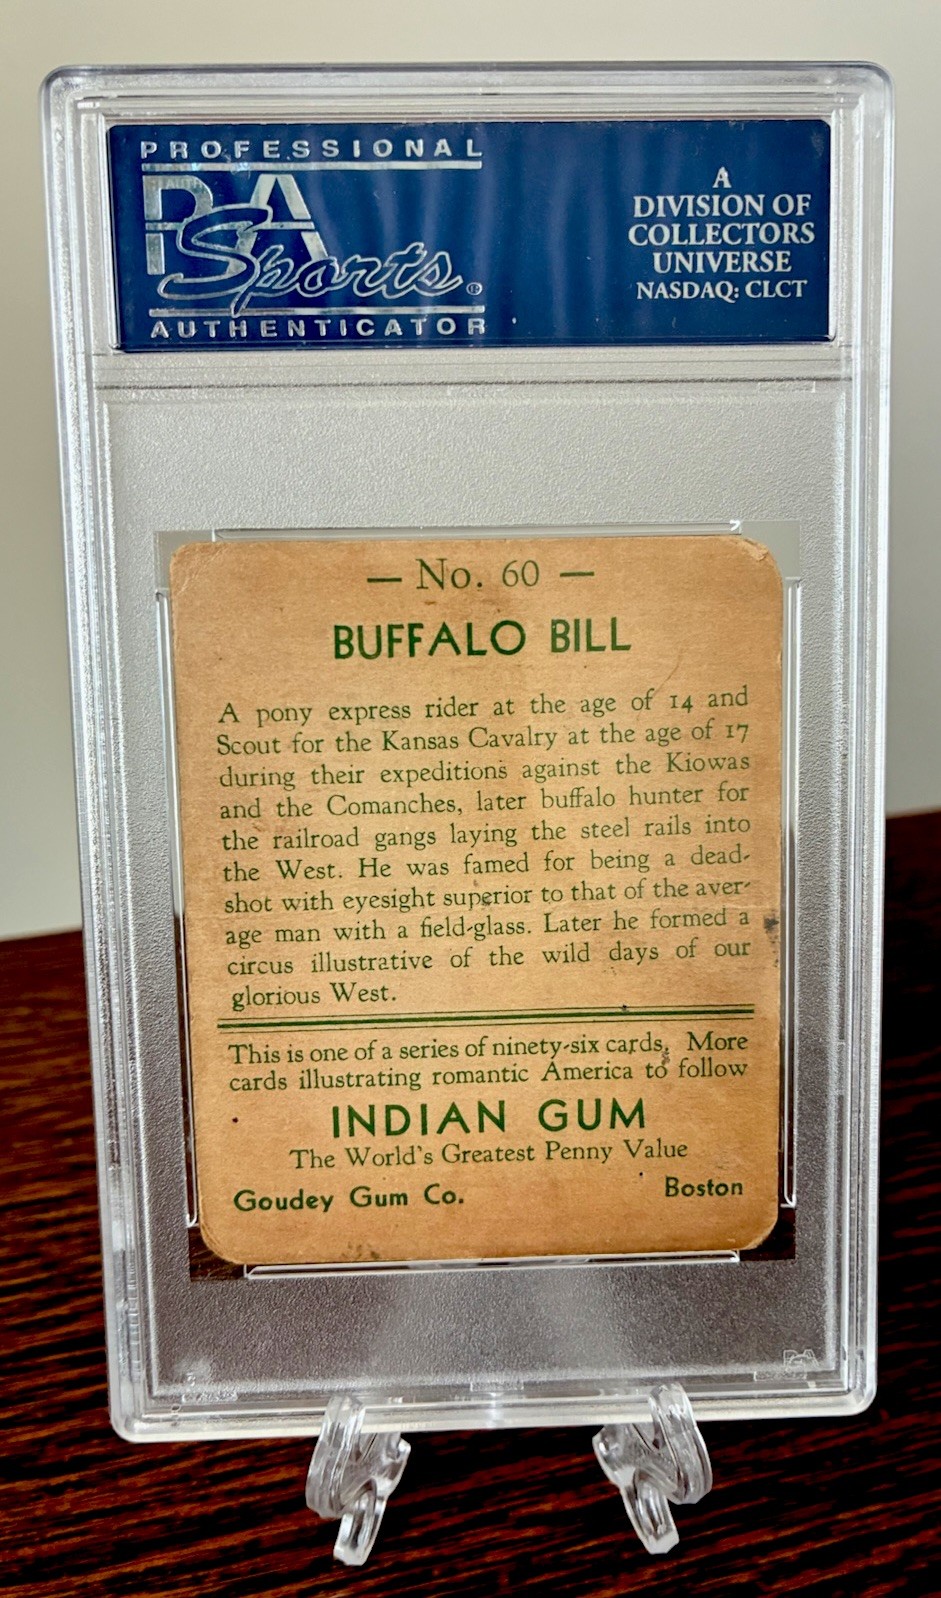 PROFESSIONAL
PSA
Sports®
AUTHENTICATOR
A
DIVISION OF
COLLECTORS
UNIVERSE
NASDAQ: CLCT
— No. 60 —
BUFFALO BILL
A pony express rider at the age of 14 and
Scout for the Kansas Cavalry at the age of 17
during their expeditions against the Kiowas
and the Comanches, later buffalo hunter for
the railroad gangs laying the steel rails into
the West. He was famed for being a dead-
shot with eyesight superior to that of the aver-
age man with a field-glass. Later he formed a
circus illustrative of the wild days of our
glorious West.
This is one of a series of ninety-six cards. More
cards illustrating romantic America to follow
INDIAN GUM
The World's Greatest Penny Value
Goudey Gum Co. Boston
PSA